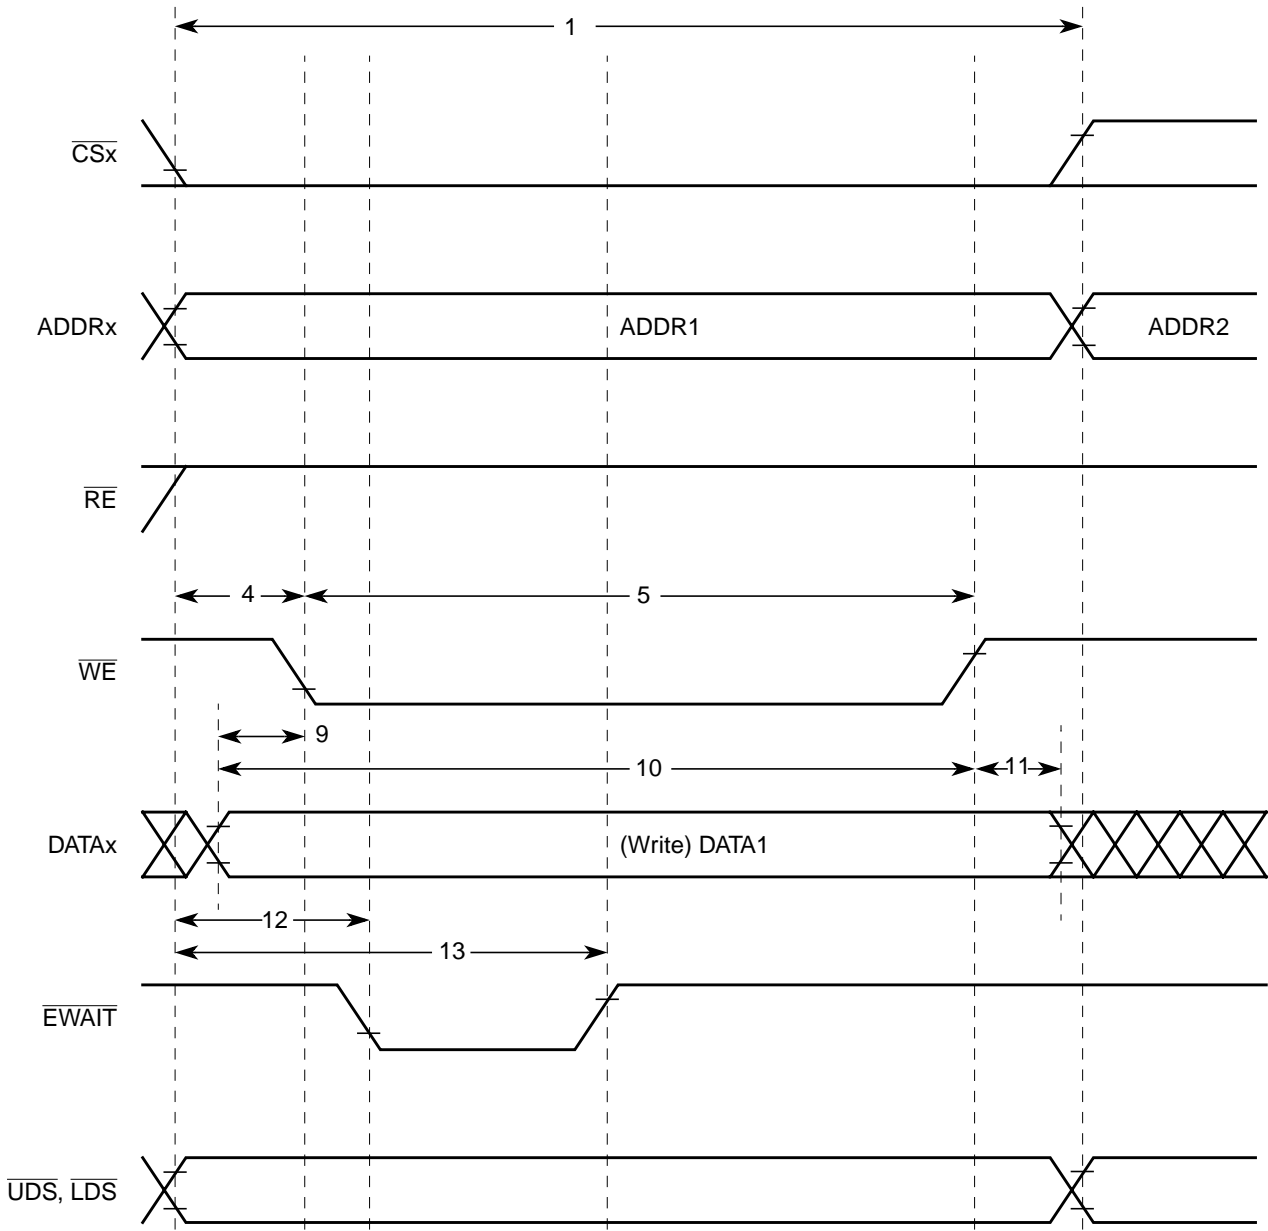 1
CSx
ADDRx ADDR1 ADDR2
RE
4 5
WE
9
10 11
DATAx (Write) DATA1
12
13
EWAIT
UDS, LDS